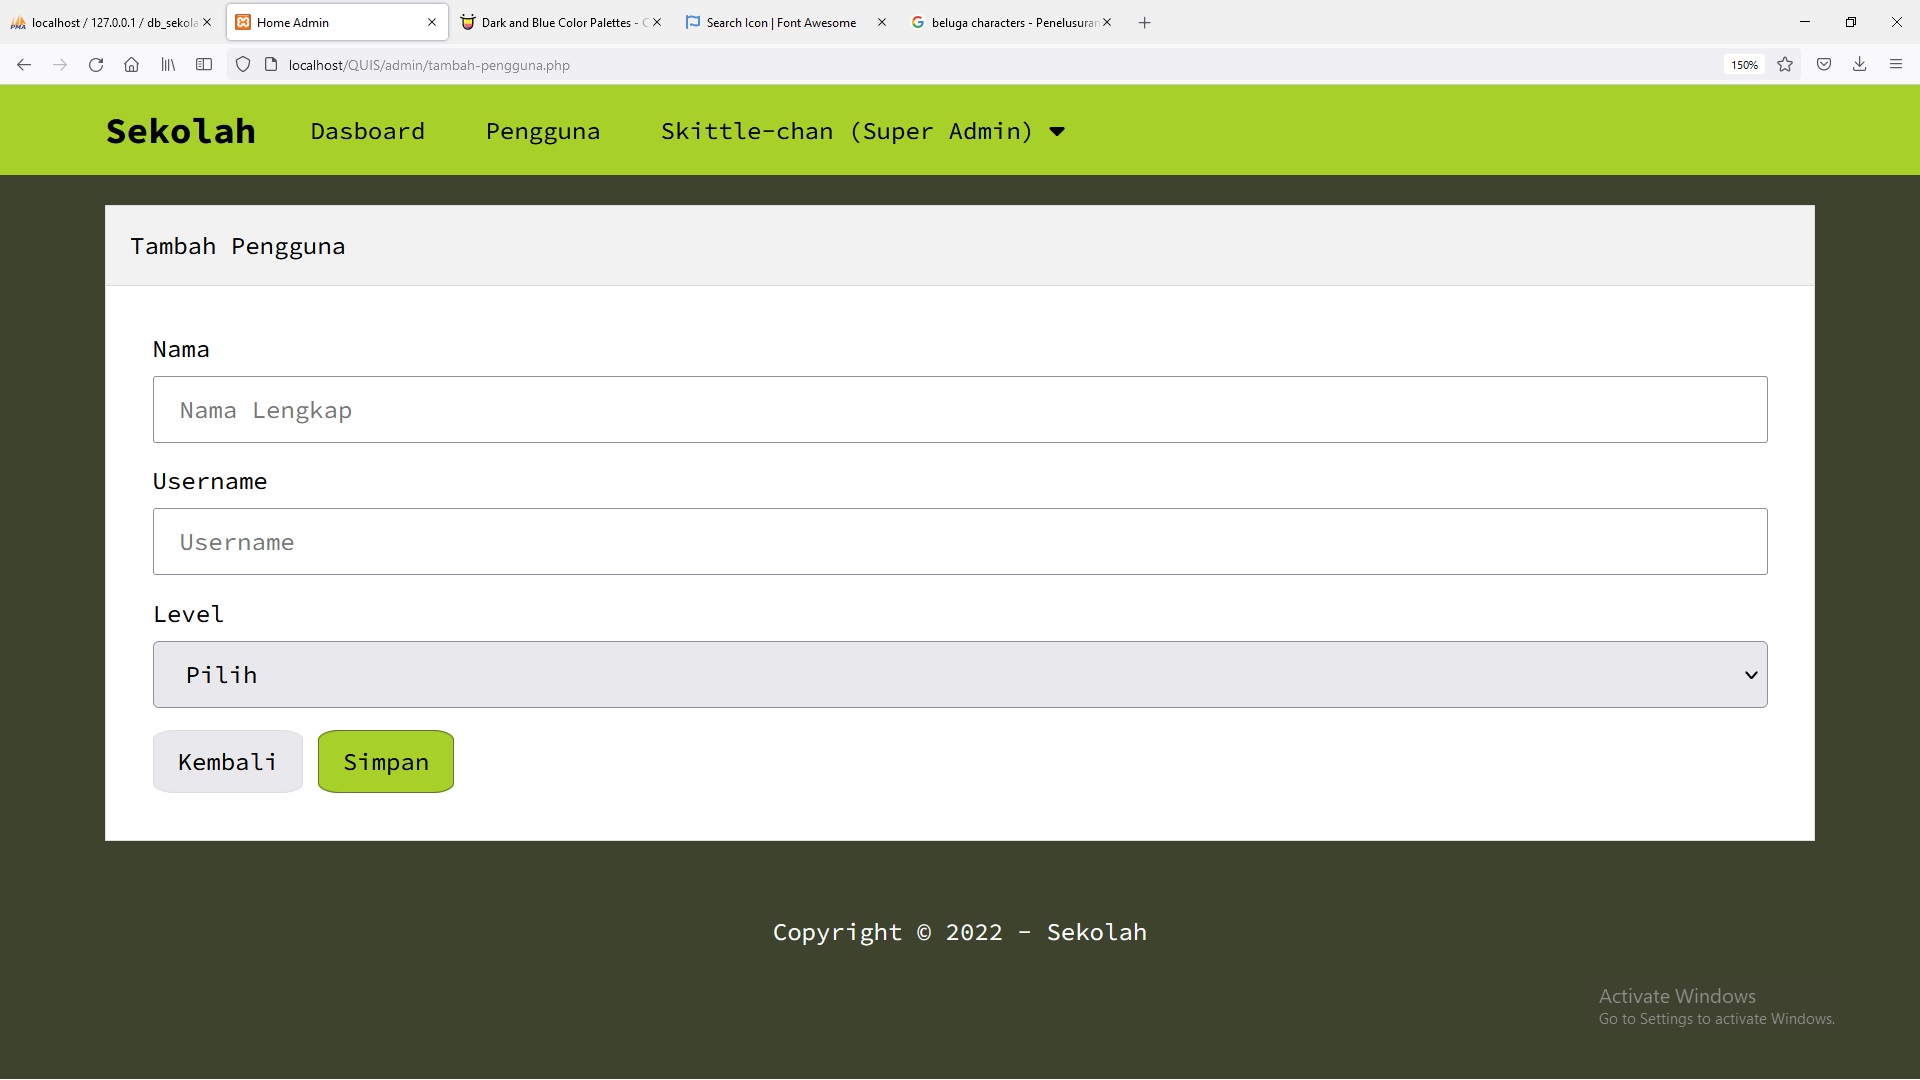 localhost / 127.0.0.1 / db_sekola
Home Admin
Dark and Blue Color Palettes - C
Search Icon | Font Awesome
beluga characters - Penelusuran
localhost/QUIS/admin/tambah-pengguna.php
150%
Sekolah
Dasboard
Pengguna
Skittle-chan (Super Admin)
Tambah Pengguna
Nama
Nama Lengkap
Username
Username
Level
Pilih
Kembali
Simpan
Copyright © 2022 - Sekolah
Activate Windows
Go to Settings to activate Windows.